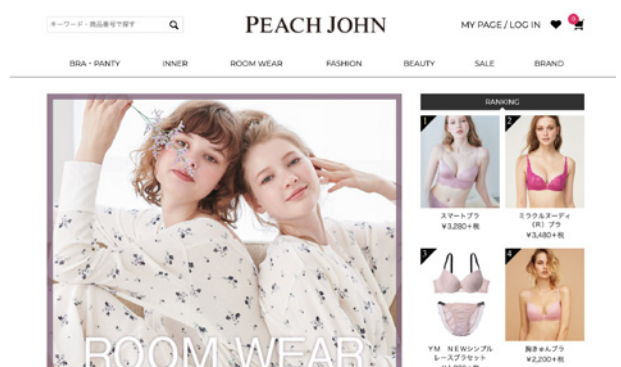 キーワード・商品番号で探す
PEACH JOHN
MY PAGE / LOG IN
0
BRA・PANTY
INNER
ROOM WEAR
FASHION
BEAUTY
SALE
BRAND
RANKING
1
2
スマートブラ
¥3,280+税
ミラクルヌーディ
(R) ブラ
¥3,480+税
3
4
YM NEWシンプル
レースブラセット
胸きゅんブラ
¥2,200+税
ROOM WEAR